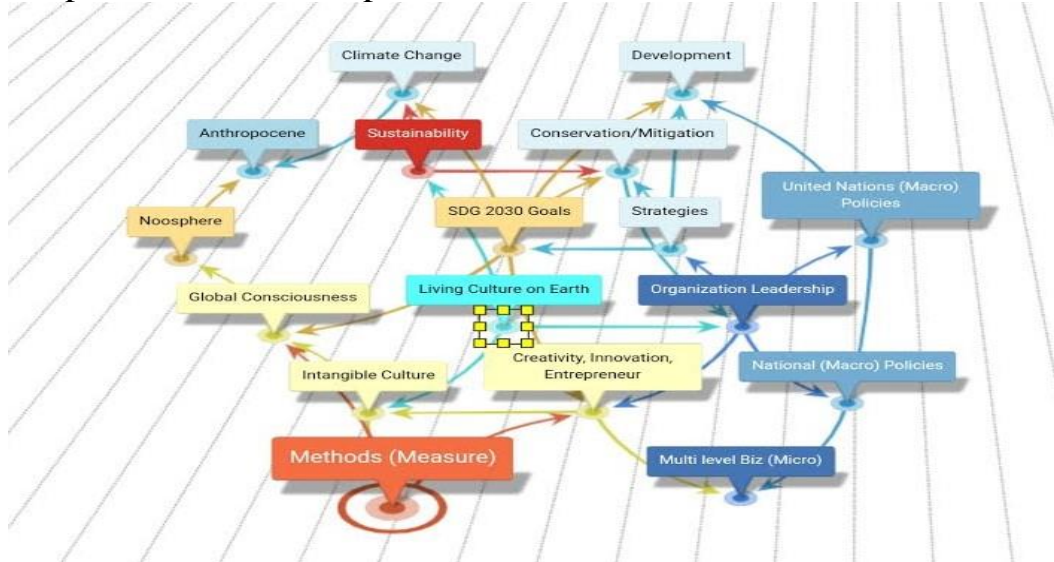 Climate Change
Development
Anthropocene
Sustainability
Conservation/Mitigation
United Nations (Macro)
Policies
Noosphere
SDG 2030 Goals
Strategies
Global Consciousness
Living Culture on Earth
Organization Leadership
Intangible Culture
Creativity, Innovation,
Entrepreneur
National (Macro) Policies
Methods (Measure)
Multi level Biz (Micro)